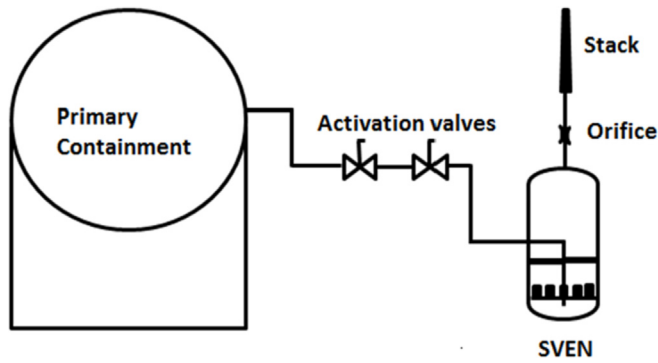 Stack
Primary
Containment
Activation valves
Orifice
SVEN